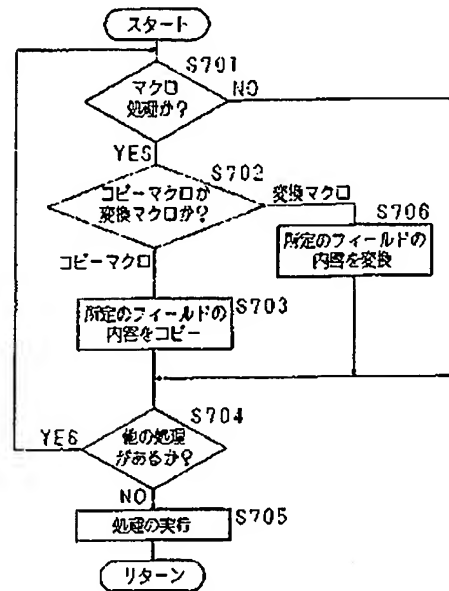 スタート
S701
マクロ
処理か?
NO
YES
S702
コピーマクロか
変換マクロか?
変換マクロ
S706
所定のフィールドの
内容を変換
コピーマクロ
S703
所定のフィールドの
内容をコピー
S704
YES
他の処理
があるか?
NO
処理の実行
S705
リターン